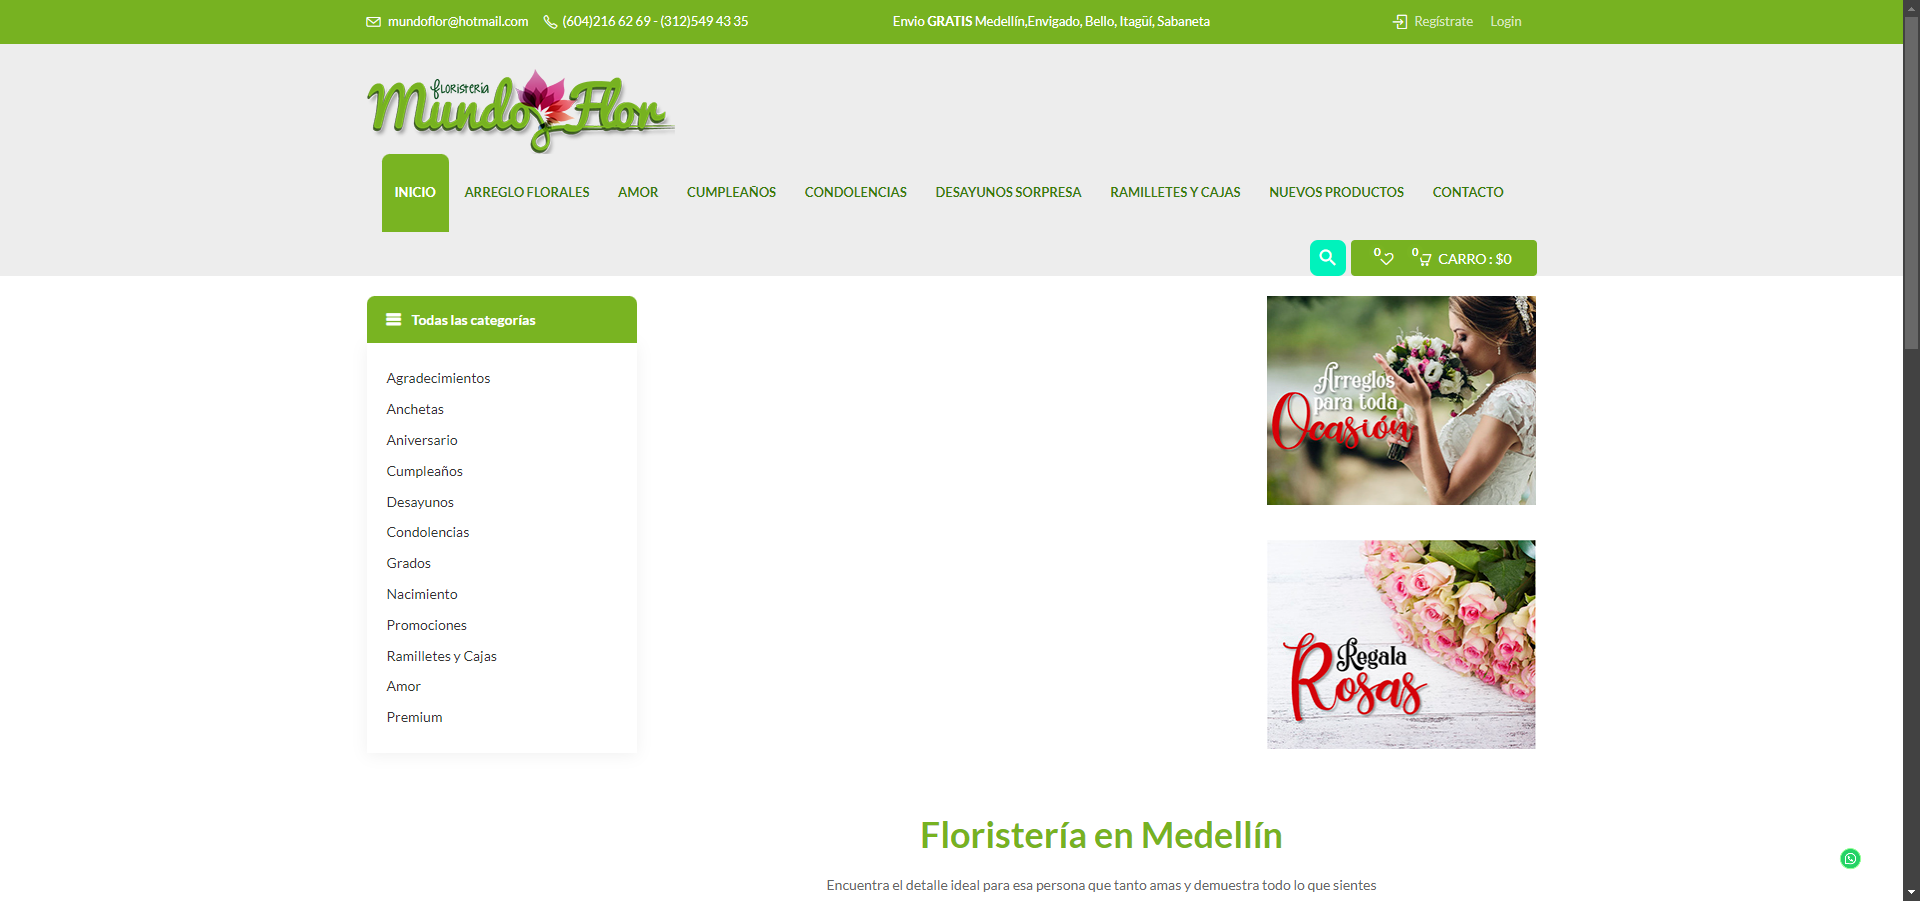 mundoflor@hotmail.com
(604)216 62 69 - (312)549 43 35
Envio GRATIS Medellín,Envigado, Bello, Itagüí, Sabaneta
Regístrate
Login
floristería
Mundo Flor
INICIO
ARREGLO FLORALES
AMOR
CUMPLEAÑOS
CONDOLENCIAS
DESAYUNOS SORPRESA
RAMILLETES Y CAJAS
NUEVOS PRODUCTOS
CONTACTO
0
0
CARRO : $0
Todas las categorías
Agradecimientos
Anchetas
Aniversario
Cumpleaños
Desayunos
Condolencias
Grados
Nacimiento
Promociones
Ramilletes y Cajas
Amor
Premium
Arreglos
para toda
Ocasión
Regala
Rosas
Floristería en Medellín
Encuentra el detalle ideal para esa persona que tanto amas y demuestra todo lo que sientes